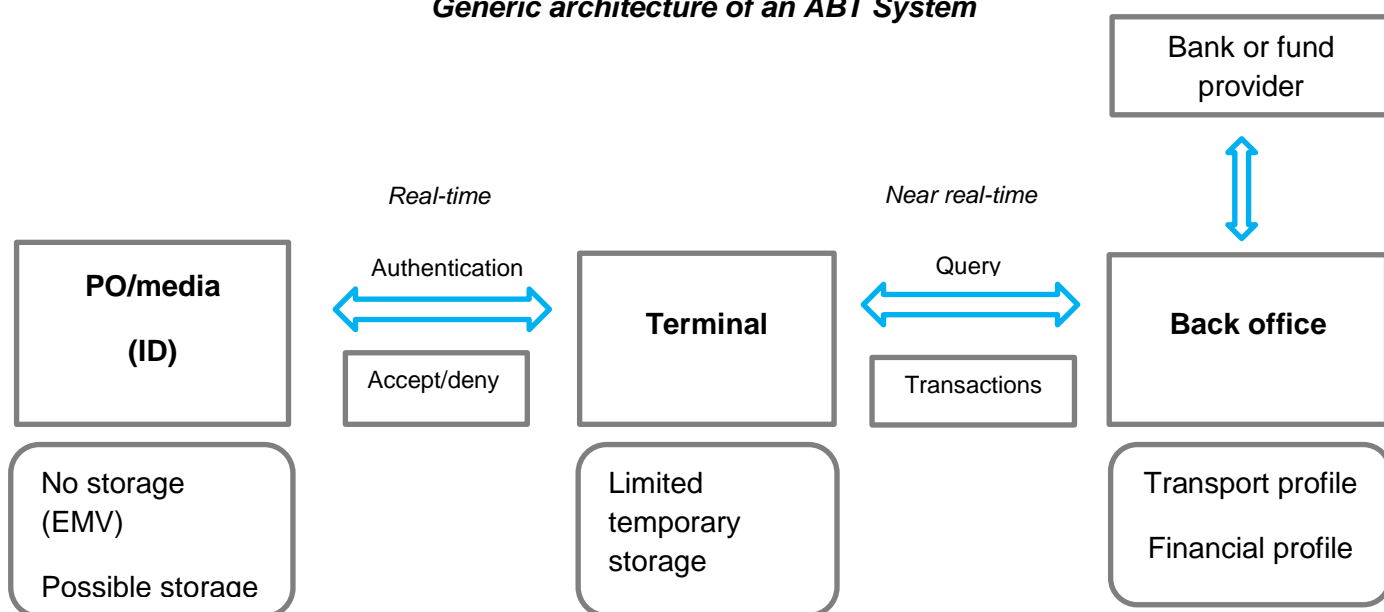 Generic architecture of an ABT System
Bank or fund
provider
Real-time
Near real-time
PO/media
(ID)
Authentication
Accept/deny
Terminal
Query
Transactions
Back office
No storage
(EMV)
Possible storage
Limited
temporary
storage
Transport profile
Financial profile